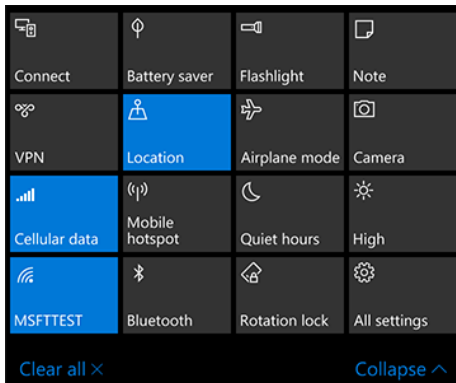 Connect
Battery saver
Flashlight
Note
VPN
Location
Airplane mode
Camera
Cellular data
Mobile
hotspot
Quiet hours
High
MSFTTEST
Bluetooth
Rotation lock
All settings
Clear all
Collapse